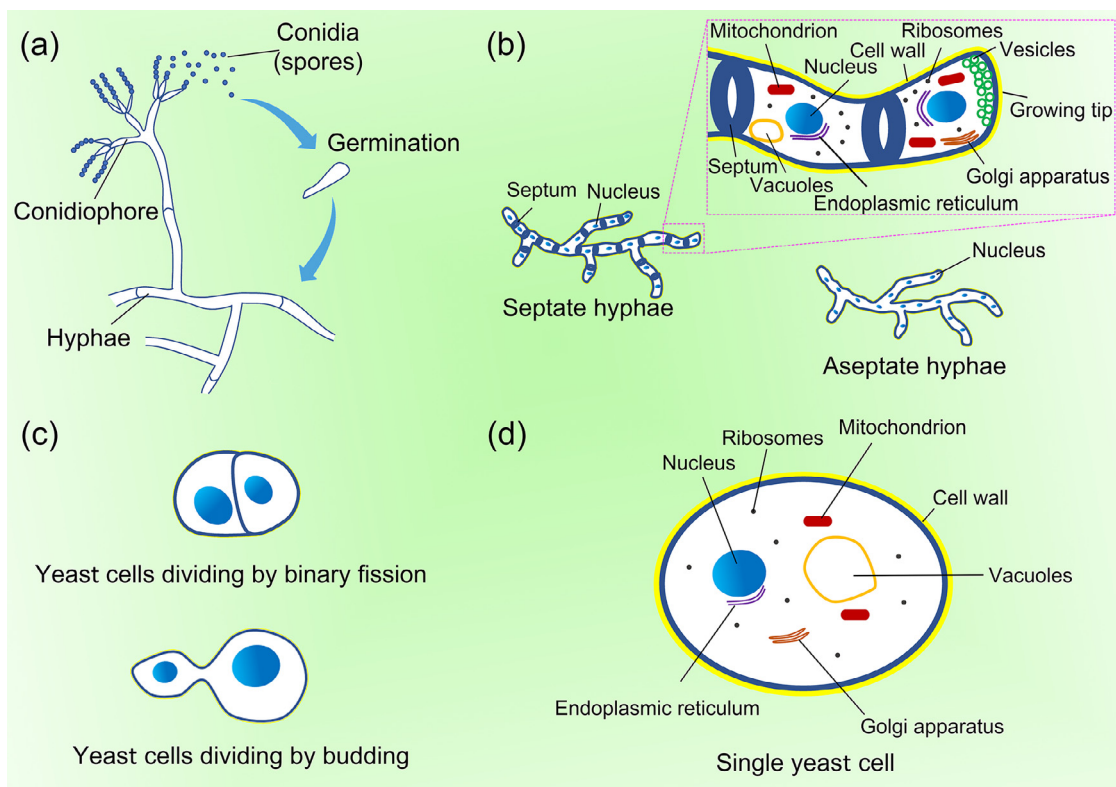 (a)
Conidia
(spores)
Germination
Conidiophore
Hyphae
(b)
Mitochondrion
Ribosomes
Cell wall
Vesicles
Nucleus
Growing tip
Septum
Vacuoles
Golgi apparatus
Endoplasmic reticulum
Septum
Nucleus
Septate hyphae
Nucleus
Aseptate hyphae
(c)
Yeast cells dividing by binary fission
Yeast cells dividing by budding
(d)
Ribosomes
Mitochondrion
Nucleus
Cell wall
Vacuoles
Endoplasmic reticulum
Golgi apparatus
Single yeast cell